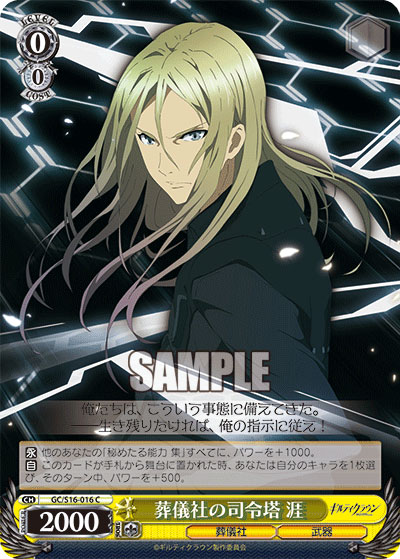 LEVEL
0
0
COST
SAMPLE
俺たちは、こういう事態に備えてきた。
――生き残りたければ、俺の指示に従え!
永 他のあなたの「秘めたる能力 集」すべてに、パワーを+1000。
自 このカードが手札から舞台に置かれた時、あなたは自分のキャラを1枚選
び、そのターン中、パワーを+500。
CH GC/S16-016 C
POWER
2000
葬儀社の司令塔 涯
ギルティクラウン
葬儀社
武器
©ギルティクラウン製作委員会